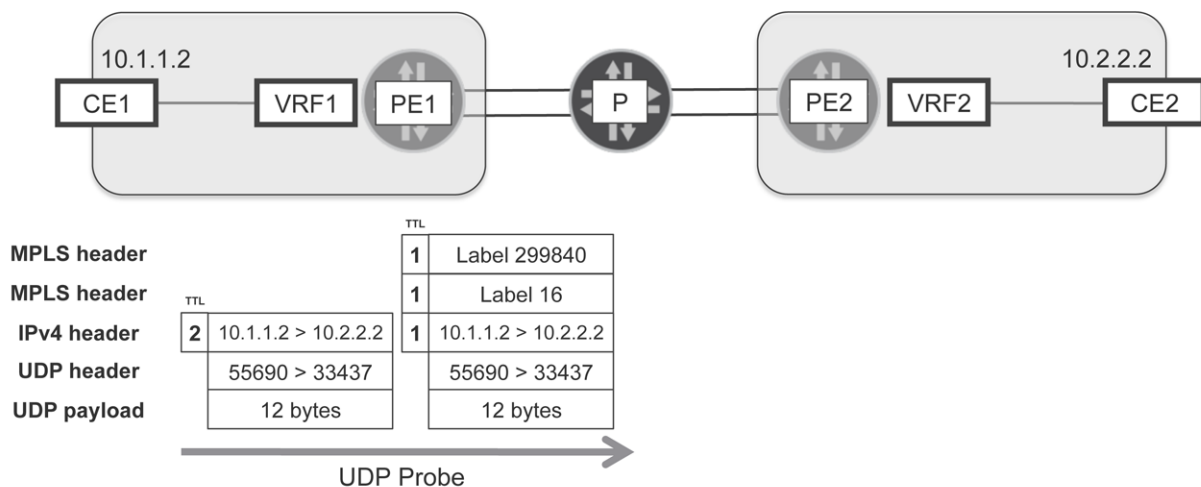 10.1.1.2
10.2.2.2
CE1
VRF1
PE1
P
PE2
VRF2
CE2
TTL
MPLS header 1 Label 299840
MPLS header 1 Label 16
TTL
IPv4 header 2 10.1.1.2 > 10.2.2.2 1 10.1.1.2 > 10.2.2.2
UDP header 55690 > 33437 55690 > 33437
UDP payload 12 bytes 12 bytes
UDP Probe